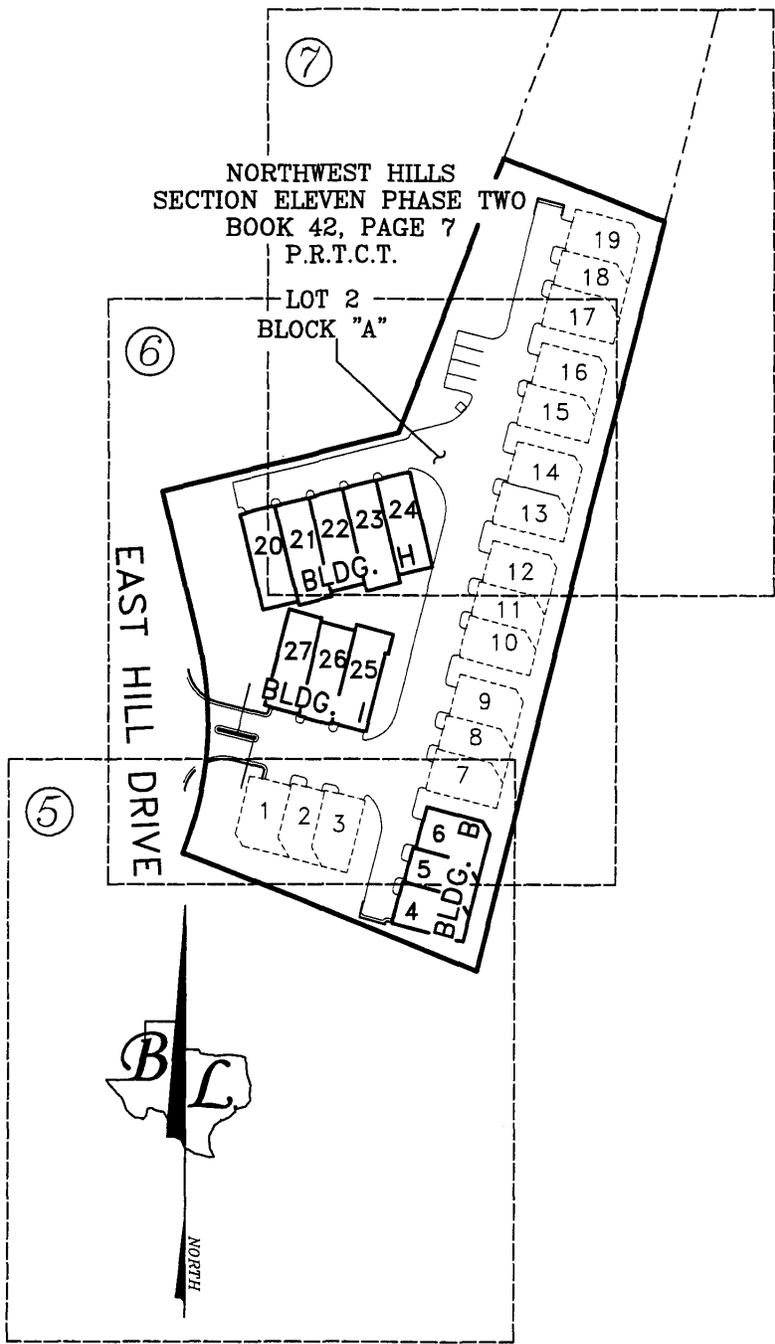 7
NORTHWEST HILLS
SECTION ELEVEN PHASE TWO
BOOK 42, PAGE 7
P.R.T.C.T.
LOT 2
BLOCK "A"
6
19
18
17
16
15
14
13
12
11
10
9
8
7
24
23
22
21
20
BLDG. H
27
26
25
BLDG. I
EAST HILL DRIVE
5
1
2
3
6
5
4
BLDG. B
B L
NORTH